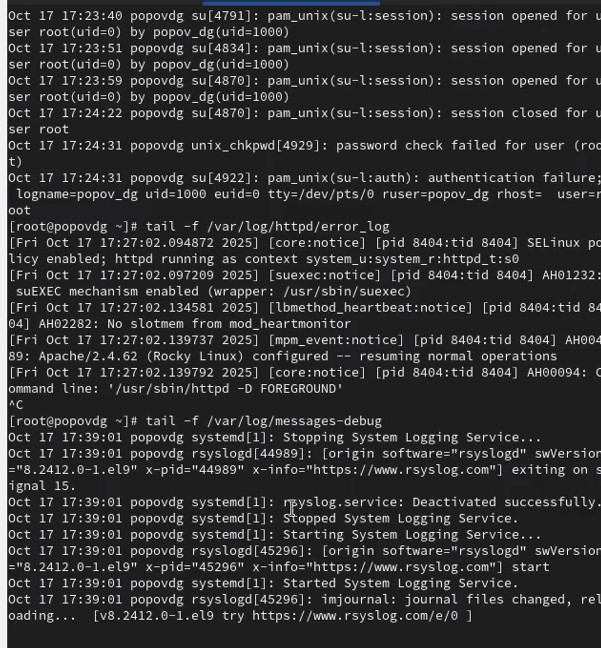 Oct 17 17:23:40 popovdg su[4791]: pam_unix(su-l:session): session opened for u
ser root(uid=0) by popov_dg(uid=1000)
Oct 17 17:23:51 popovdg su[4834]: pam_unix(su-l:session): session opened for u
ser root(uid=0) by popov_dg(uid=1000)
Oct 17 17:23:59 popovdg su[4870]: pam_unix(su-l:session): session opened for u
ser root(uid=0) by popov_dg(uid=1000)
Oct 17 17:24:22 popovdg su[4870]: pam_unix(su-l:session): session closed for u
ser root
Oct 17 17:24:31 popovdg unix_chkpwd[4929]: password check failed for user (roo
t)
Oct 17 17:24:31 popovdg su[4922]: pam_unix(su-l:auth): authentication failure;
logname=popov_dg uid=1000 euid=0 tty=/dev/pts/0 ruser=popov_dg rhost=  user=r
oot
[root@popovdg ~]# tail -f /var/log/httpd/error_log
[Fri Oct 17 17:27:02.094872 2025] [core:notice] [pid 8404:tid 8404] SELinux po
licy enabled; httpd running as context system_u:system_r:httpd_t:s0
[Fri Oct 17 17:27:02.097209 2025] [suexec:notice] [pid 8404:tid 8404] AH01232:
suEXEC mechanism enabled (wrapper: /usr/sbin/suexec)
[Fri Oct 17 17:27:02.134581 2025] [lbmethod_heartbeat:notice] [pid 8404:tid 84
04] AH02282: No slotmem from mod_heartmonitor
[Fri Oct 17 17:27:02.139737 2025] [mpm_event:notice] [pid 8404:tid 8404] AH004
89: Apache/2.4.62 (Rocky Linux) configured -- resuming normal operations
[Fri Oct 17 17:27:02.139792 2025] [core:notice] [pid 8404:tid 8404] AH00094: C
ommand line: '/usr/sbin/httpd -D FOREGROUND'
^C
[root@popovdg ~]# tail -f /var/log/messages-debug
Oct 17 17:39:01 popovdg systemd[1]: Stopping System Logging Service...
Oct 17 17:39:01 popovdg rsyslogd[44989]: [origin software="rsyslogd" swVersion
="8.2412.0-1.el9" x-pid="44989" x-info="https://www.rsyslog.com"] exiting on s
ignal 15.
Oct 17 17:39:01 popovdg systemd[1]: rsyslog.service: Deactivated successfully.
Oct 17 17:39:01 popovdg systemd[1]: Stopped System Logging Service.
Oct 17 17:39:01 popovdg systemd[1]: Starting System Logging Service...
Oct 17 17:39:01 popovdg rsyslogd[45296]: [origin software="rsyslogd" swVersion
="8.2412.0-1.el9" x-pid="45296" x-info="https://www.rsyslog.com"] start
Oct 17 17:39:01 popovdg systemd[1]: Started System Logging Service.
Oct 17 17:39:01 popovdg rsyslogd[45296]: imjournal: journal files changed, rel
oading...  [v8.2412.0-1.el9 try https://www.rsyslog.com/e/0 ]